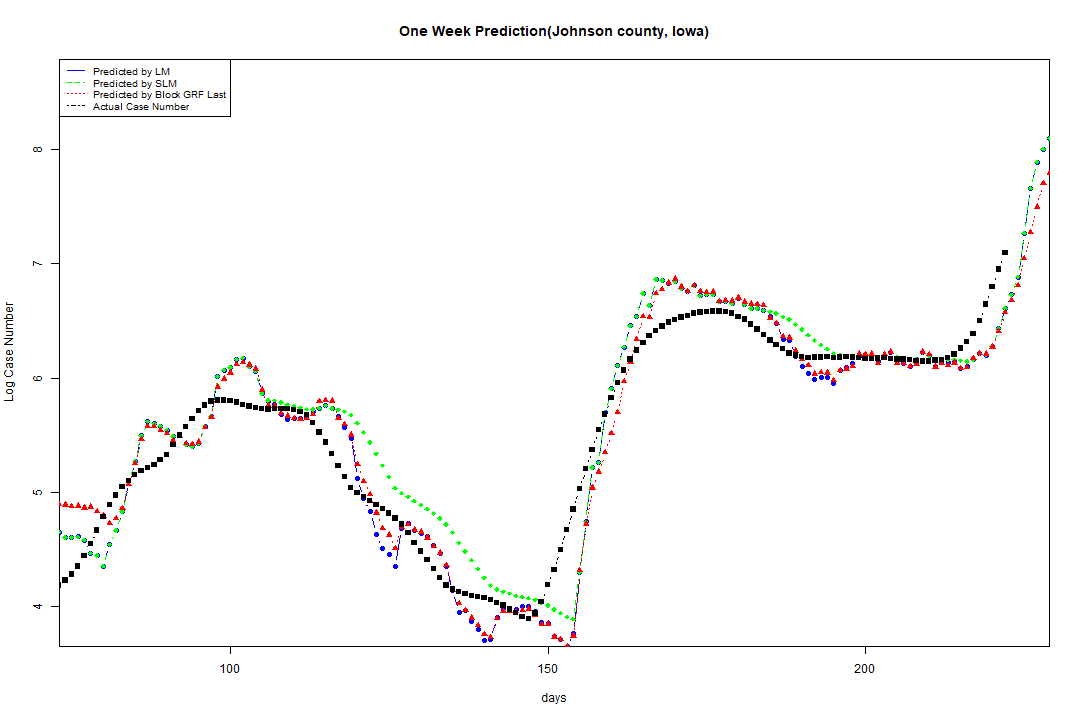 One Week Prediction(Johnson county, Iowa)
Predicted by LM
Predicted by SLM
Predicted by Block GRF Last
Actual Case Number
8
7
6
5
4
Log Case Number
100
150
200
days